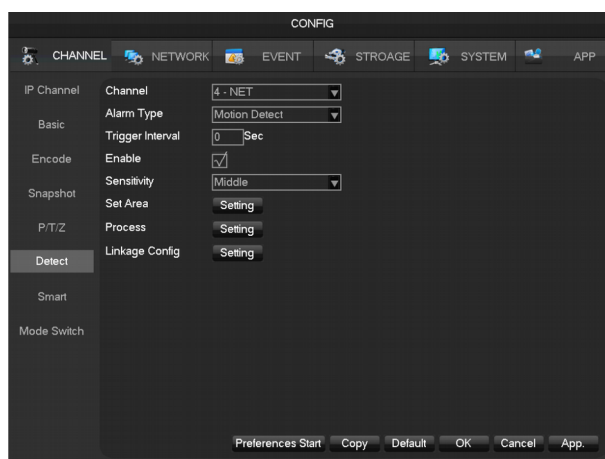 CONFIG
CHANNEL NETWORK EVENT STROAGE SYSTEM APP
IP Channel
Basic
Encode
Snapshot
P/T/Z
Detect
Smart
Mode Switch
Channel 4 - NET
Alarm Type Motion Detect
Trigger Interval 0 Sec
Enable
Sensitivity Middle
Set Area Setting
Process Setting
Linkage Config Setting
Preferences Start Copy Default OK Cancel App.